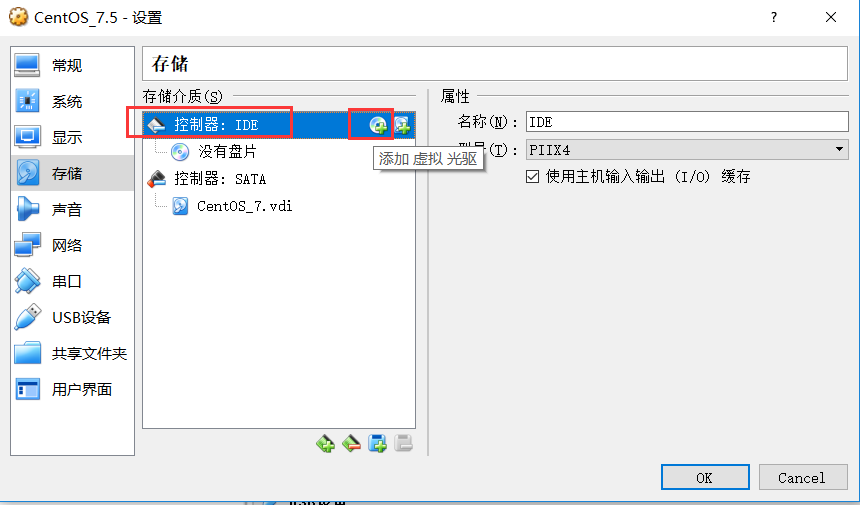 CentOS_7.5 - 设置
?
常规
系统
显示
存储
声音
网络
串口
USB设备
共享文件夹
用户界面
存储
存储介质(S)
控制器: IDE
没有盘片
控制器: SATA
CentOS_7.vdi
添加 虚拟 光驱
属性
名称(N):
IDE
(T):
PIIX4
使用主机输入输出 (I/O) 缓存
OK
Cancel